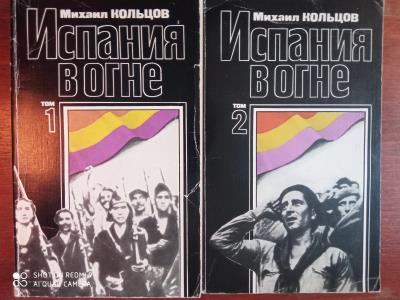 Михаил КОЛЬЦОВ
Испания
в огне
ТОМ
1
Михаил КОЛЬЦОВ
Испания
в огне
ТОМ
2
SHOT ON REDMI 9
AI QUAD CAMERA